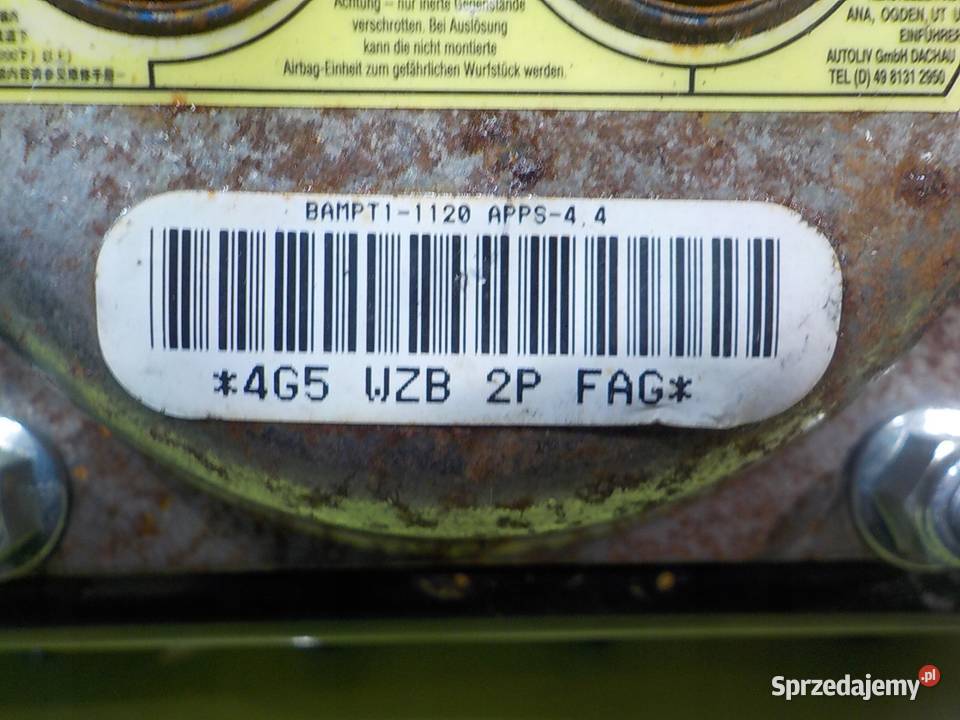 Achtung – nur inerte Gegenstände
verschrotten. Bei Auslösung
kann die nicht montierte
Airbag-Einheit zum gefährlichen Wurfstück werden.
ANA, OGDEN, UT U
EINFÜHRER
AUTOLIV GmbH DACHAU
TEL (D) 49 8131 2950
BAMPT1-1120 APPS-4.4
*4G5 WZB 2P FAG*
Sprzedajemy.pl